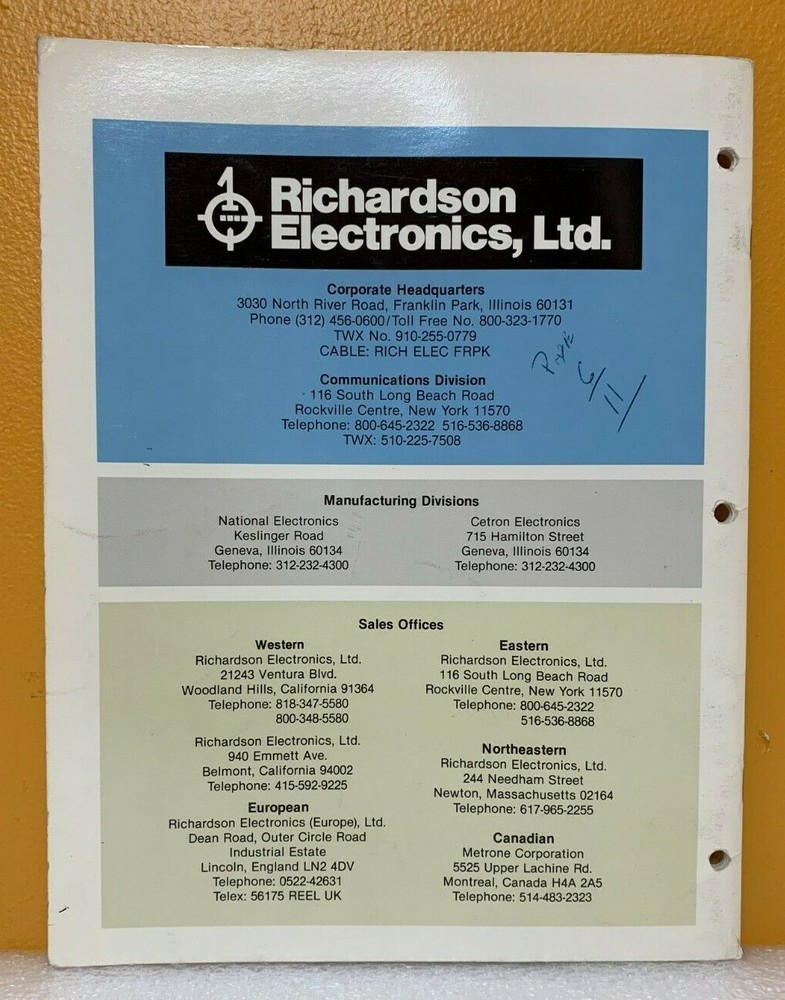 Richardson
Electronics, Ltd.
Corporate Headquarters
3030 North River Road, Franklin Park, Illinois 60131
Phone (312) 456-0600/Toll Free No. 800-323-1770
TWX No. 910-255-0779
CABLE: RICH ELEC FRPK
6/11/
Communications Division
116 South Long Beach Road
Rockville Centre, New York 11570
Telephone: 800-645-2322 516-536-8868
TWX: 510-225-7508
Manufacturing Divisions
National Electronics
Keslinger Road
Geneva, Illinois 60134
Telephone: 312-232-4300
Cetron Electronics
715 Hamilton Street
Geneva, Illinois 60134
Telephone: 312-232-4300
Sales Offices
Western
Richardson Electronics, Ltd.
21243 Ventura Blvd.
Woodland Hills, California 91364
Telephone: 818-347-5580
800-348-5580
Richardson Electronics, Ltd.
940 Emmett Ave.
Belmont, California 94002
Telephone: 415-592-9225
European
Richardson Electronics (Europe), Ltd.
Dean Road, Outer Circle Road
Industrial Estate
Lincoln, England LN2 4DV
Telephone: 0522-42631
Telex: 56175 REEL UK
Eastern
Richardson Electronics, Ltd.
116 South Long Beach Road
Rockville Centre, New York 11570
Telephone: 800-645-2322
516-536-8868
Northeastern
Richardson Electronics, Ltd.
244 Needham Street
Newton, Massachusetts 02164
Telephone: 617-965-2255
Canadian
Metrone Corporation
5525 Upper Lachine Rd.
Montreal, Canada H4A 2A5
Telephone: 514-483-2323